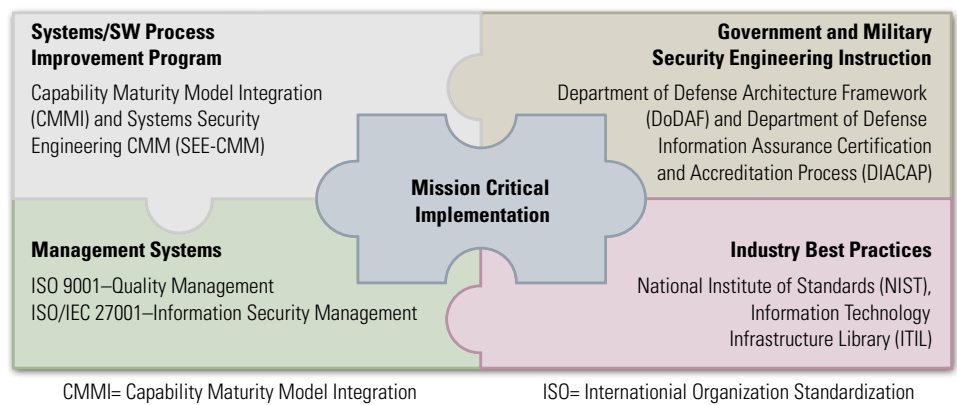 Systems/SW Process
Improvement Program
Capability Maturity Model Integration
(CMMI) and Systems Security
Engineering CMM (SEE-CMM)
Government and Military
Security Engineering Instruction
Department of Defense Architecture Framework
(DoDAF) and Department of Defense
Information Assurance Certification
and Accreditation Process (DIACAP)
Mission Critical
Implementation
Management Systems
ISO 9001–Quality Management
ISO/IEC 27001–Information Security Management
Industry Best Practices
National Institute of Standards (NIST),
Information Technology
Infrastructure Library (ITIL)
CMMI= Capability Maturity Model Integration
ISO= Internationial Organization Standardization